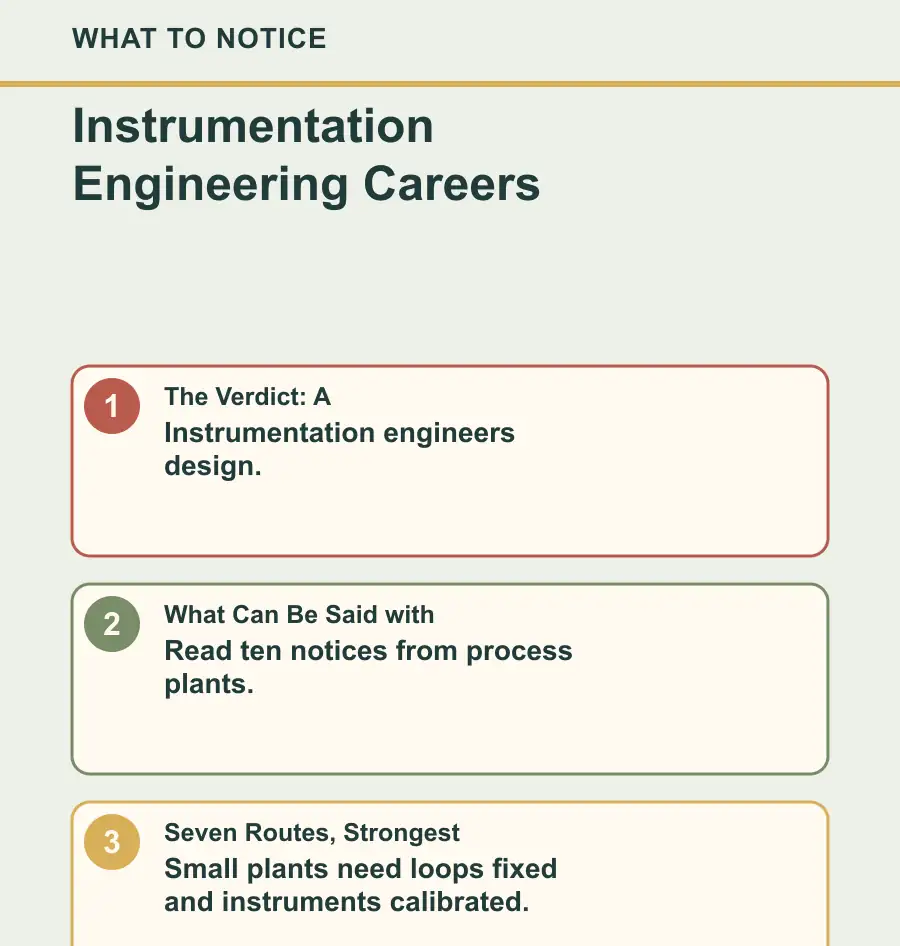 WHAT TO NOTICE
Instrumentation
Engineering Careers
1
The Verdict: A
Instrumentation engineers
design.
2
What Can Be Said with
Read ten notices from process
plants.
3
Seven Routes, Strongest
Small plants need loops fixed
and instruments calibrated.